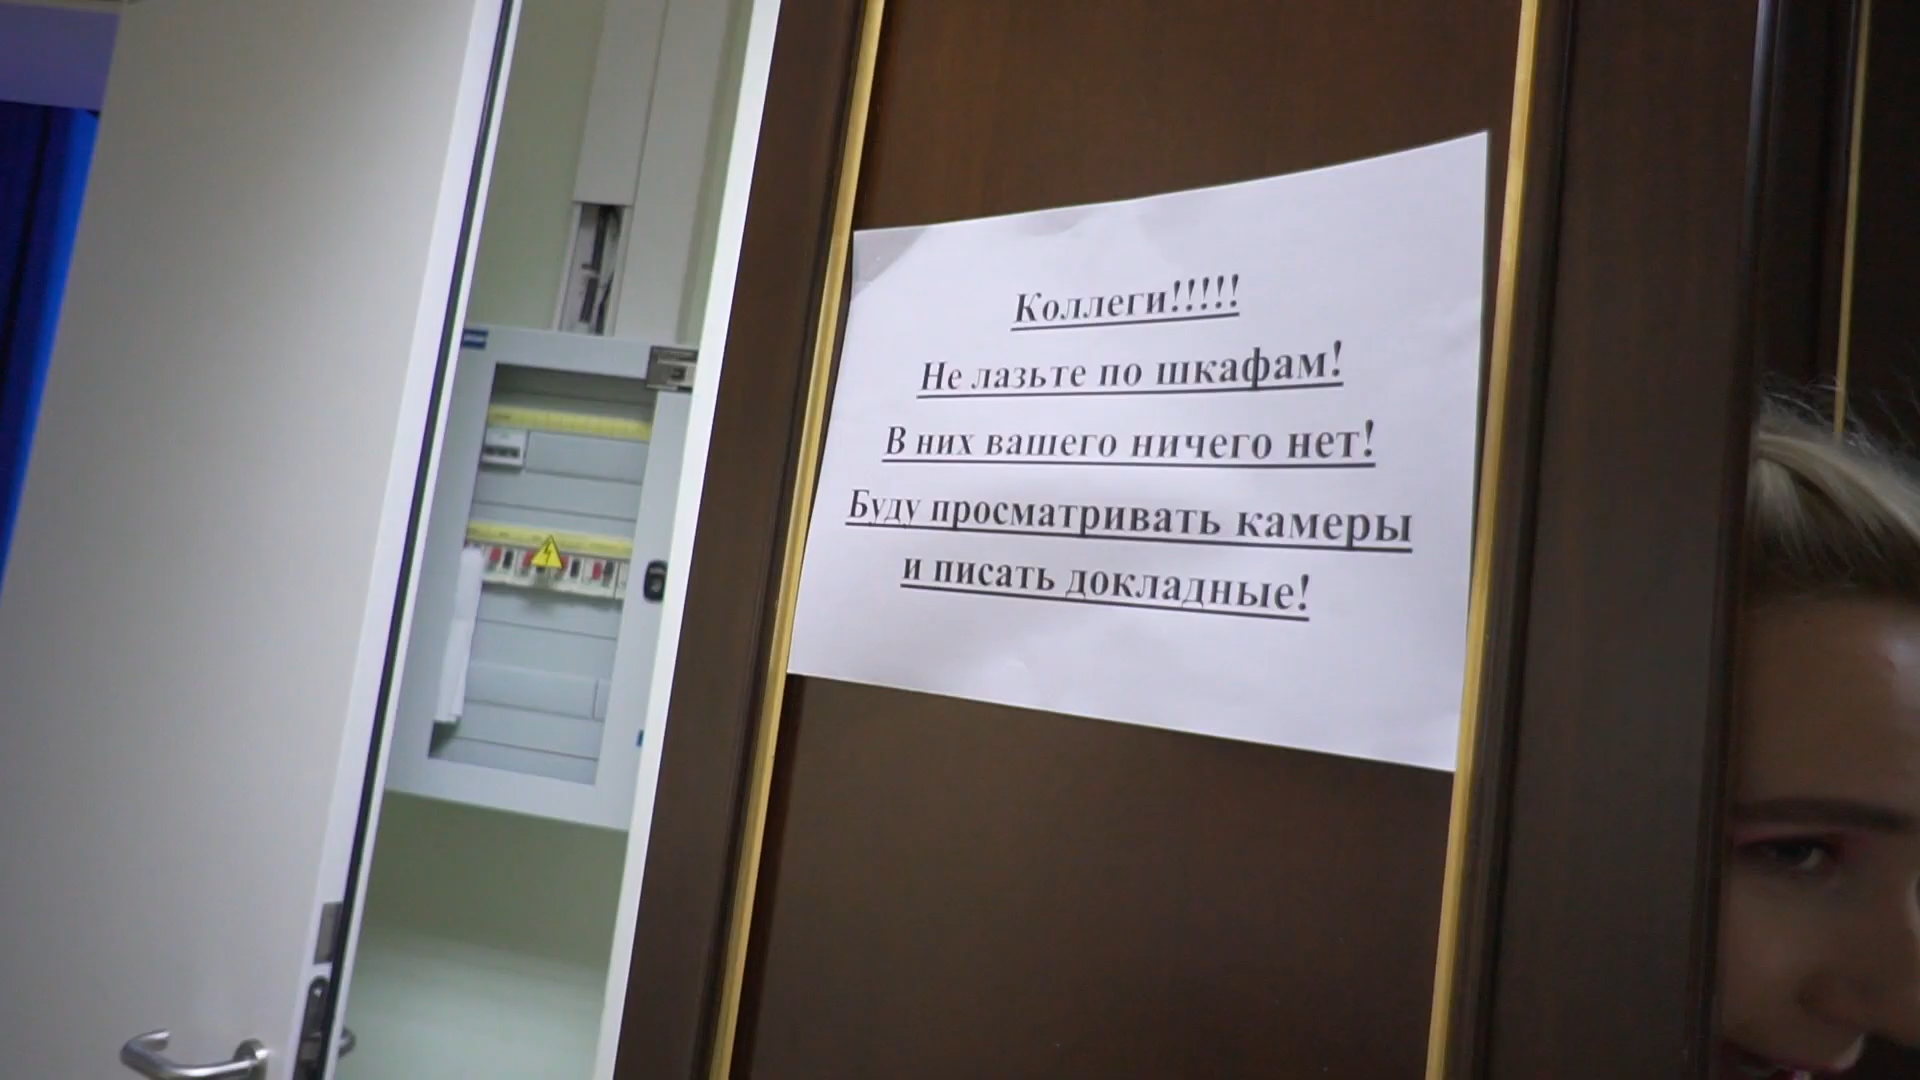 Коллеги!!!!!
Не лазьте по шкафам!
В них вашего ничего нет!
Буду просматривать камеры
и писать докладные!